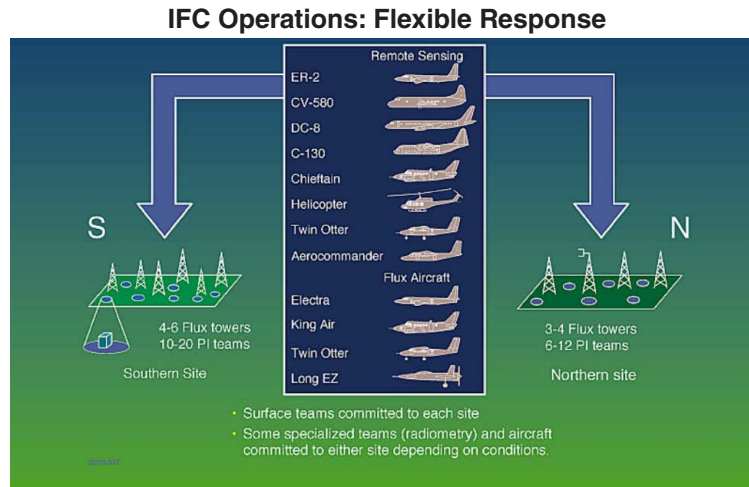 IFC Operations: Flexible Response
Remote Sensing
ER-2
CV-580
DC-8
C-130
Chieftain
Helicopter
Twin Otter
Aerocommander
Flux Aircraft
Electra
King Air
Twin Otter
Long EZ
S
4-6 Flux towers
10-20 PI teams
Southern Site
N
3-4 Flux towers
6-12 PI teams
Northern site
• Surface teams committed to each site
• Some specialized teams (radiometry) and aircraft
committed to either site depending on conditions.